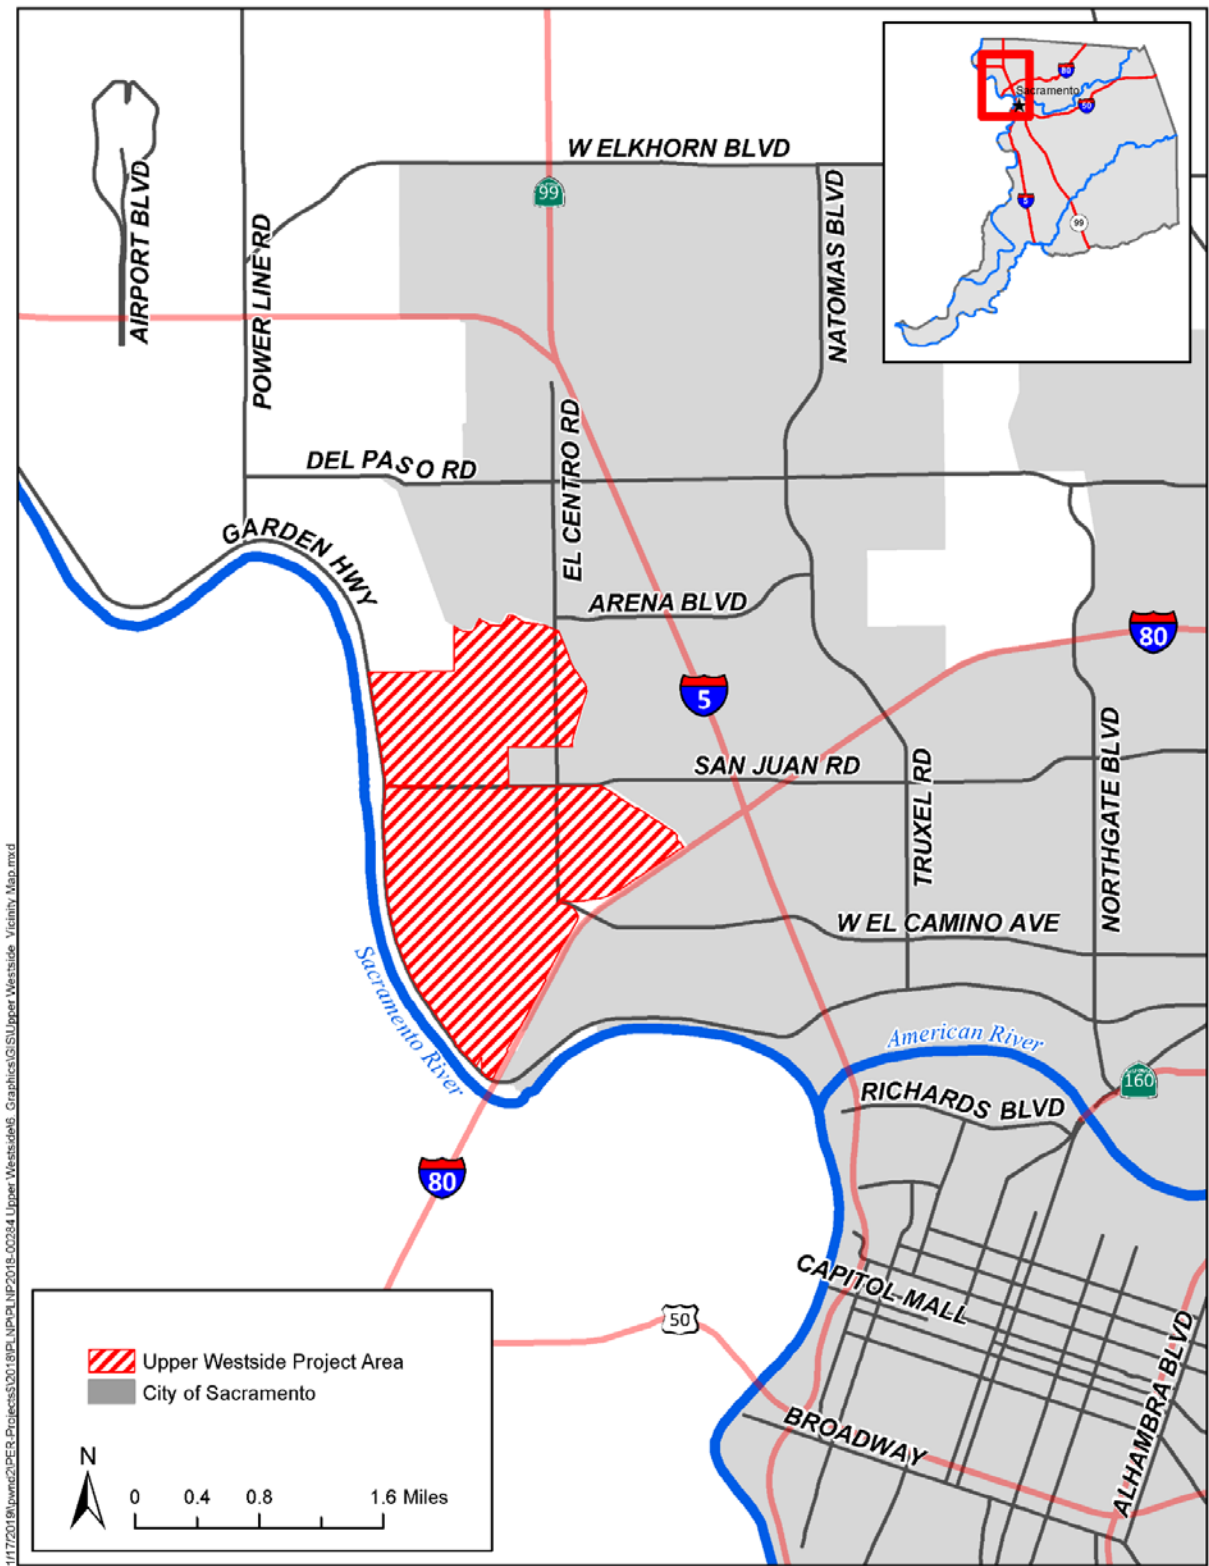 W ELKHORN BLVD
99
AIRPORT BLVD
POWER LINE RD
NATOMAS BLVD
80
Sacramento
50
5
99
DEL PASO RD
EL CENTRO RD
GARDEN HWY
ARENA BLVD
80
5
SAN JUAN RD
TRUXEL RD
NORTHGATE BLVD
W EL CAMINO AVE
Sacramento River
American River
160
RICHARDS BLVD
80
CAPITOL MALL
50
ALHAMBRA BLVD
BROADWAY
Upper Westside Project Area
City of Sacramento
N
0 0.4 0.8 1.6 Miles